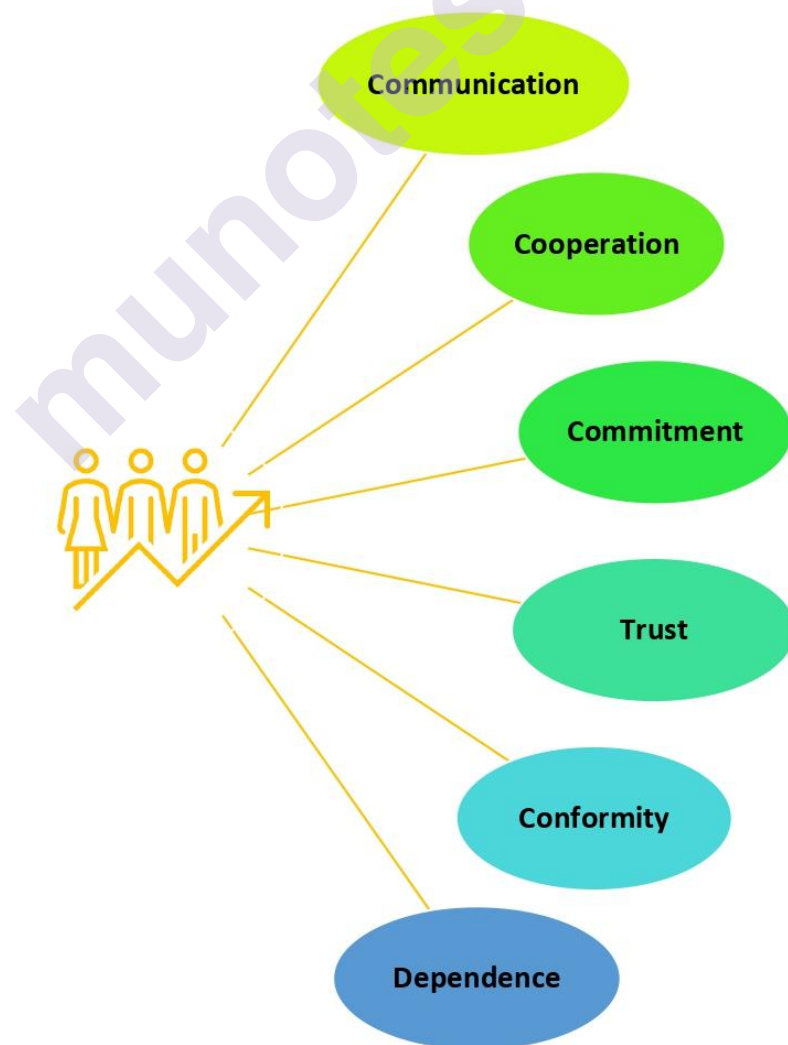 munotes
Communication
Cooperation
Commitment
Trust
Conformity
Dependence